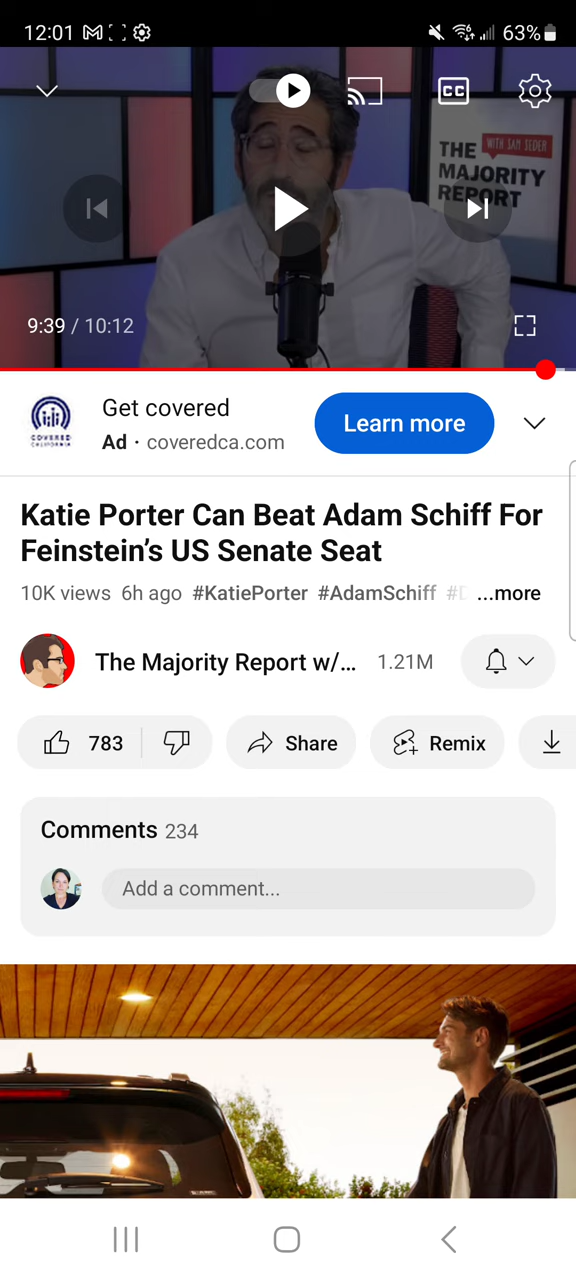 12:01
63%
CC
WITH SAM SEDER
THE
MAJORITY
REPORT
9:39 / 10:12
COVERED
CALIFORNIA
Get covered
Ad · coveredca.com
Learn more
Katie Porter Can Beat Adam Schiff For
Feinstein’s US Senate Seat
10K views 6h ago #KatiePorter #AdamSchiff #D ...more
The Majority Report w/... 1.21M
783
Share
Remix
Comments 234
Add a comment...